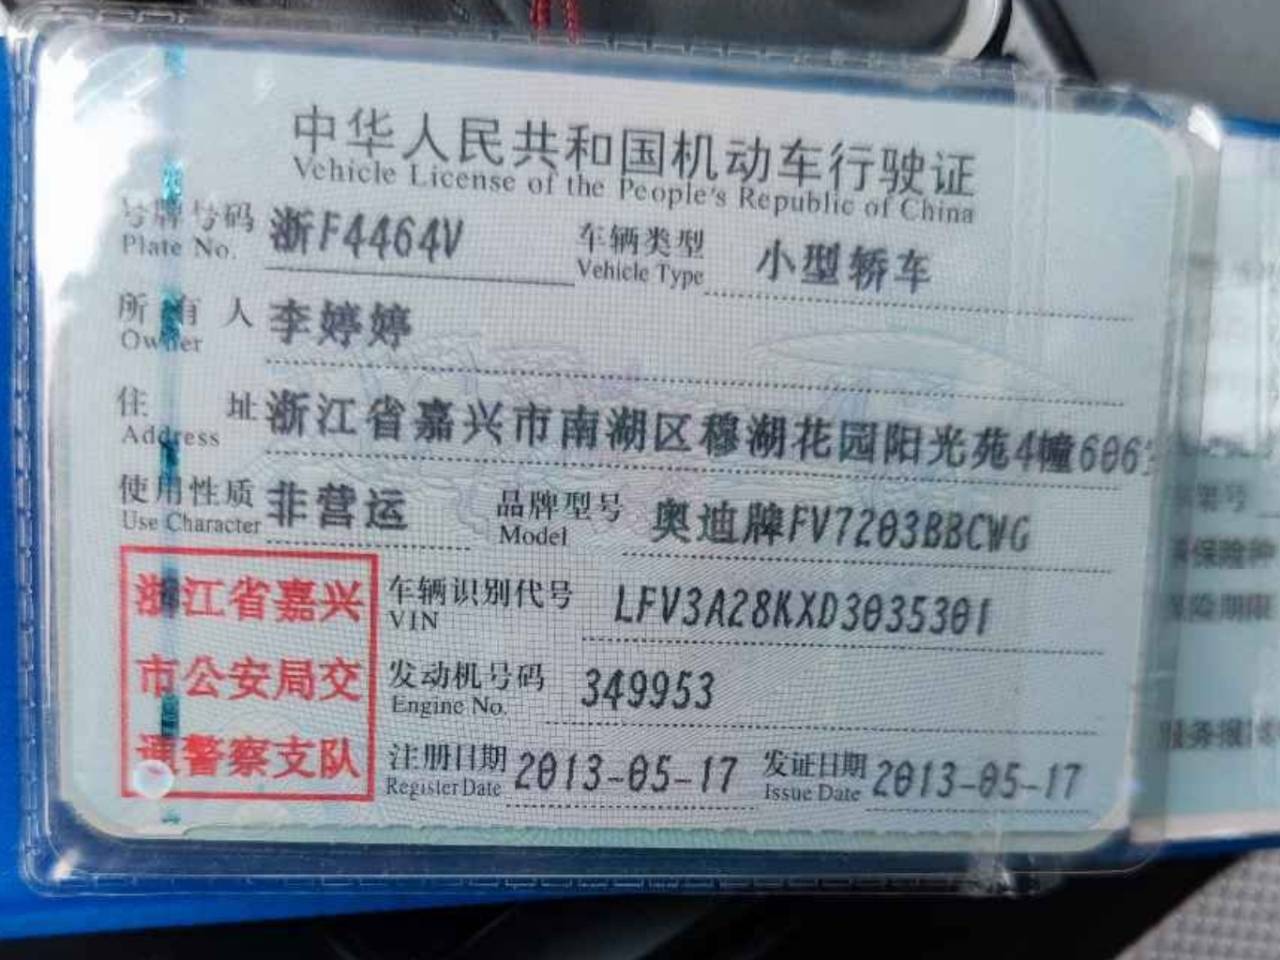 中华人民共和国机动车行驶证
Vehicle License of the People's Republic of China
号牌号码 浙F4464V 车辆类型 小型轿车
Plate No. Vehicle Type
所有人 李婷婷
Owner
住址 浙江省嘉兴市南湖区穆湖花园阳光苑4幢606
Address
使用性质 非营运 品牌型号 奥迪牌FV7203BBCWG
Use Character Model
浙江省嘉兴
市公安局交
通警察支队
车辆识别代号 LFV3A28KXD3035301
VIN
发动机号码 349953
Engine No.
注册日期 2013-05-17 发证日期 2013-05-17
Register Date Issue Date
保险种